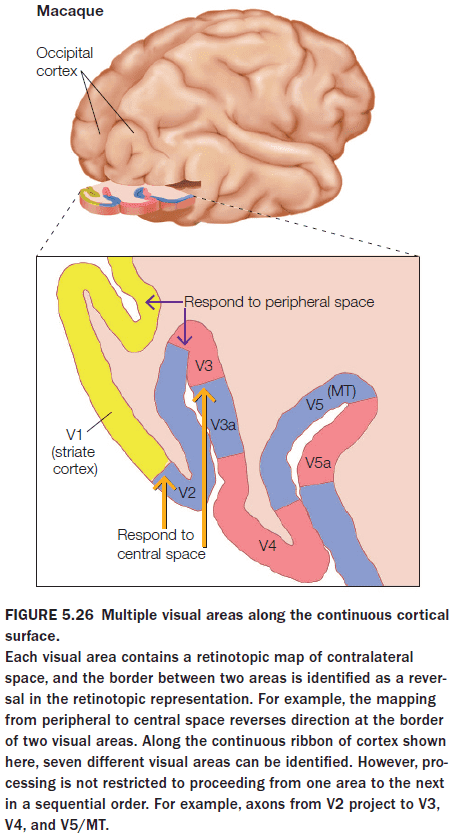 Macaque
Occipital
cortex
Respond to peripheral space
V3
V3a
V5
(MT)
V1
(striate
cortex)
V5a
V2
Respond to
central space
V4
FIGURE 5.26 Multiple visual areas along the continuous cortical
surface.
Each visual area contains a retinotopic map of contralateral
space, and the border between two areas is identified as a rever-
sal in the retinotopic representation. For example, the mapping
from peripheral to central space reverses direction at the border
of two visual areas. Along the continuous ribbon of cortex shown
here, seven different visual areas can be identified. However, pro-
cessing is not restricted to proceeding from one area to the next
in a sequential order. For example, axons from V2 project to V3,
V4, and V5/MT.